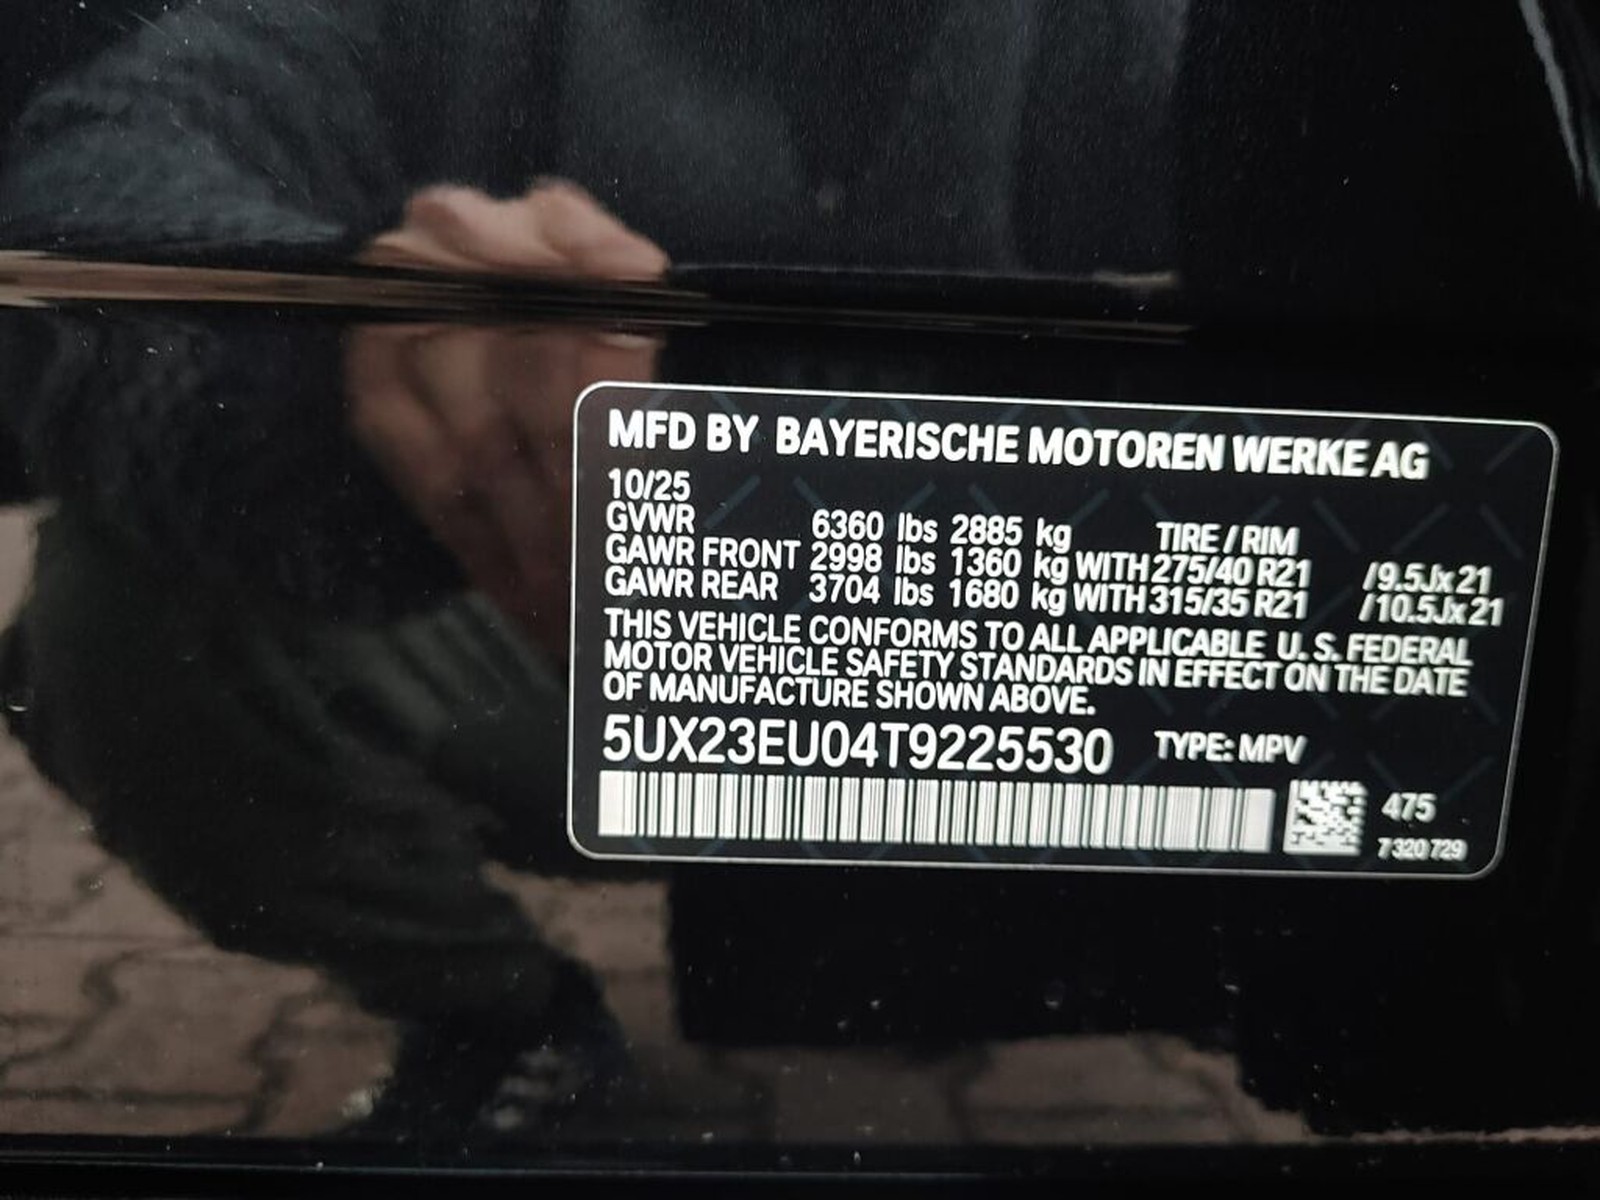 MFD BY BAYERISCHE MOTOREN WERKE AG
10/25
GVWR 6360 lbs 2885 kg TIRE / RIM
GAWR FRONT 2998 lbs 1360 kg WITH 275/40 R21 /9.5Jx21
GAWR REAR 3704 lbs 1680 kg WITH 315/35 R21 /10.5Jx21
THIS VEHICLE CONFORMS TO ALL APPLICABLE U. S. FEDERAL
MOTOR VEHICLE SAFETY STANDARDS IN EFFECT ON THE DATE
OF MANUFACTURE SHOWN ABOVE.
5UX23EU04T9225530 TYPE: MPV
475
7 320 729